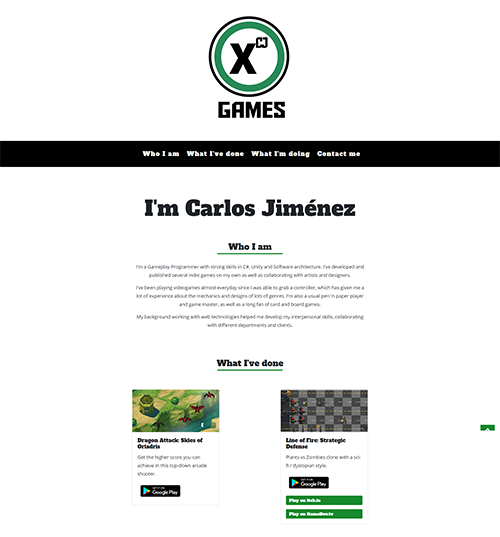 X
GAMES
Who I am What I've done What I'm doing Contact me
I'm Carlos Jiménez
Who I am
I'm a Gameplay Programmer with strong skills in C#, Unity and Software architecture. I've developed and
published several indie games on my own as well as collaborating with artists and designers.
I've been playing videogames almost everyday since I was able to grab a controller, which has given me a
lot of experience about the mechanics and designs of lots of genres. I'm also a usual pen 'n paper player
and game master, as well as a long fan of card and board games.
My background working with web technologies helped me develop my interpersonal skills, collaborating
with different departments and clients.
What I've done
Dragon Attack: Skies of
Oriadris
Get the higher score you can
achieve in this topdown arcade
shooter.
GET IT ON
Google Play
Line of Fire: Strategic
Defense
Plants vs Zombies clone with a sci-
fi / dystopian style.
GET IT ON
Google Play
Play on Itch.io
Play on GameDev.tv